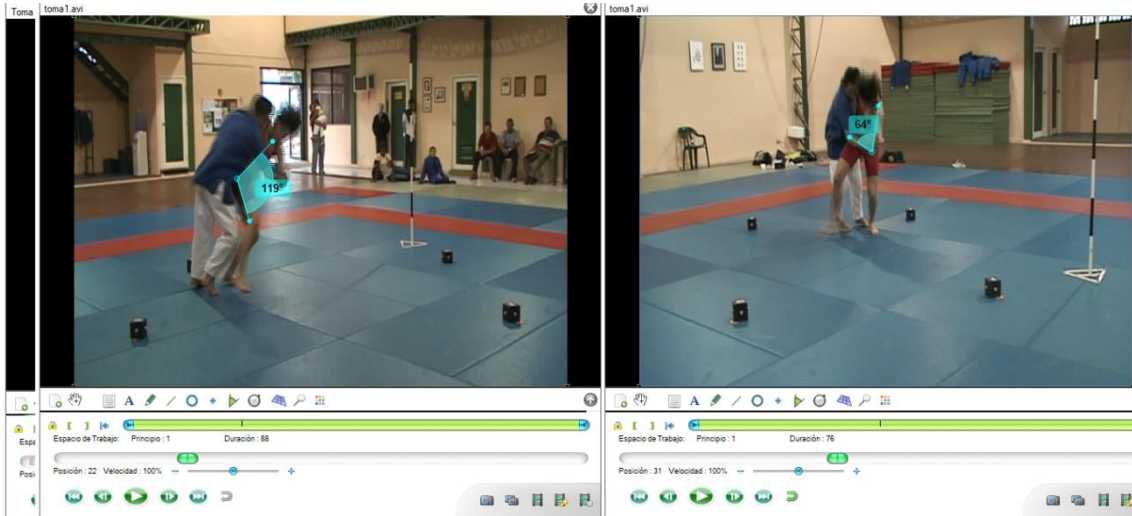 Toma
toma1.avi
toma1.avi
119°
64°
A
A
Espacio de Trabajo: Principio : 1 Duración : 88
Espacio de Trabajo: Principio : 1 Duración : 76
Posición : 22 Velocidad : 100%
Posición : 31 Velocidad : 100%